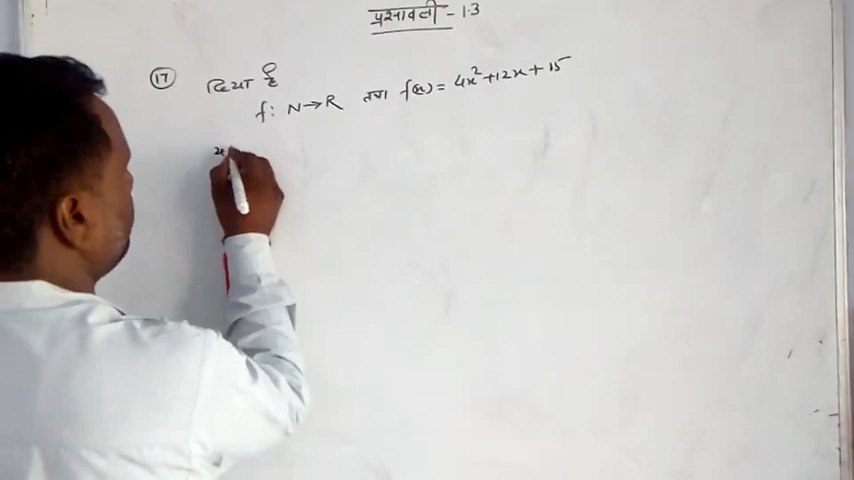 प्रश्नावली - 1.3
(17) दिया है
f: N→R तथा f(x) = 4x²+12x+15
x